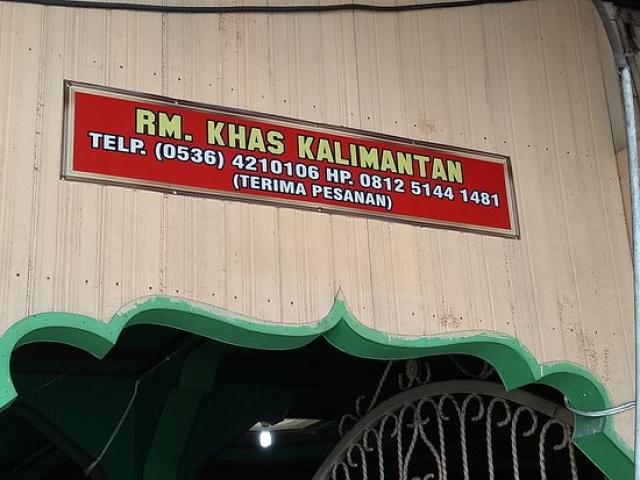 RM. KHAS KALIMANTAN
TELP. (0536) 4210106 HP. 0812 5144 1481
(TERIMA PESANAN)